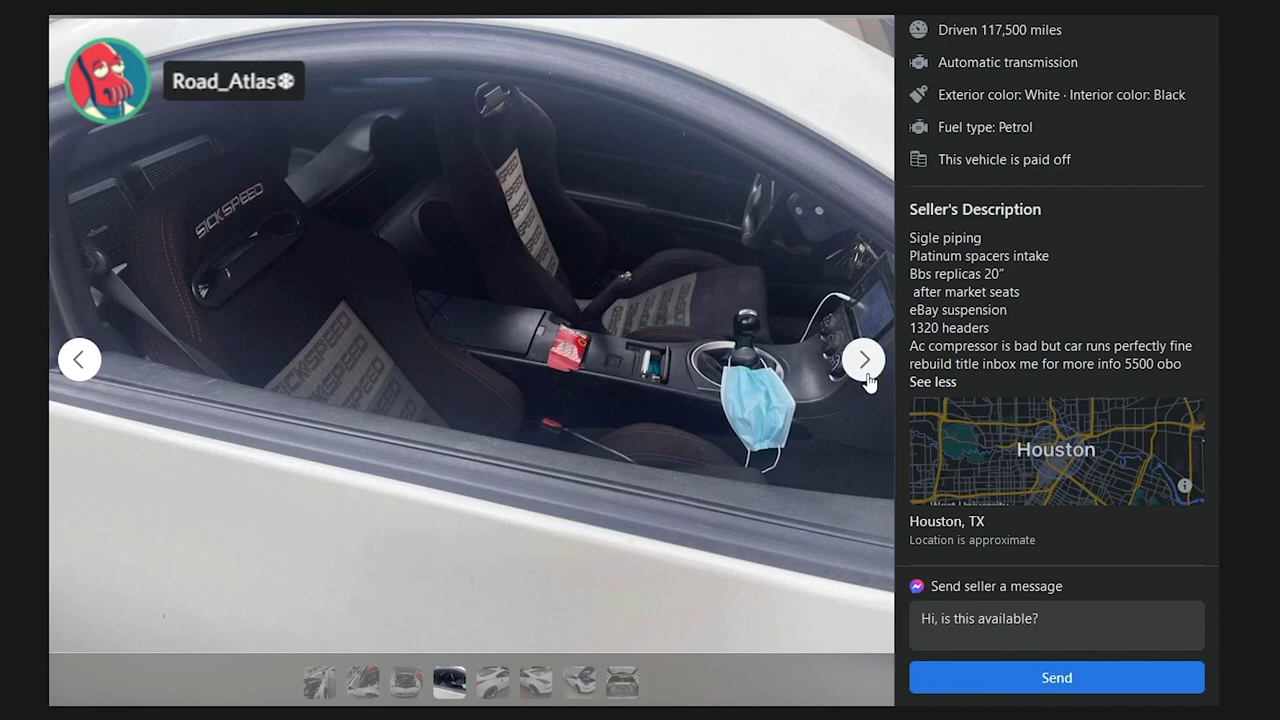 Road_Atlas
SICKSPEED
SICKSPEED
SICKSPEED
SICKSPEED
Driven 117,500 miles
Automatic transmission
Exterior color: White · Interior color: Black
Fuel type: Petrol
This vehicle is paid off
Seller's Description
Sigle piping
Platinum spacers intake
Bbs replicas 20”
after market seats
eBay suspension
1320 headers
Ac compressor is bad but car runs perfectly fine
rebuild title inbox me for more info 5500 obo
See less
Houston
Houston, TX
Location is approximate
Send seller a message
Hi, is this available?
Send